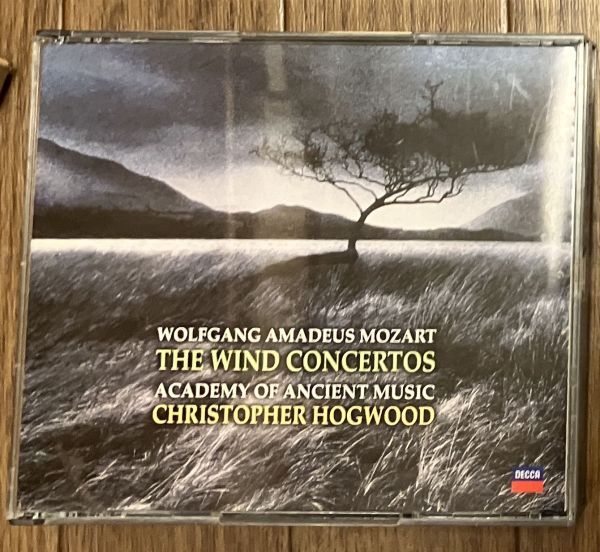 WOLFGANG AMADEUS MOZART
THE WIND CONCERTOS
ACADEMY OF ANCIENT MUSIC
CHRISTOPHER HOGWOOD
DECCA